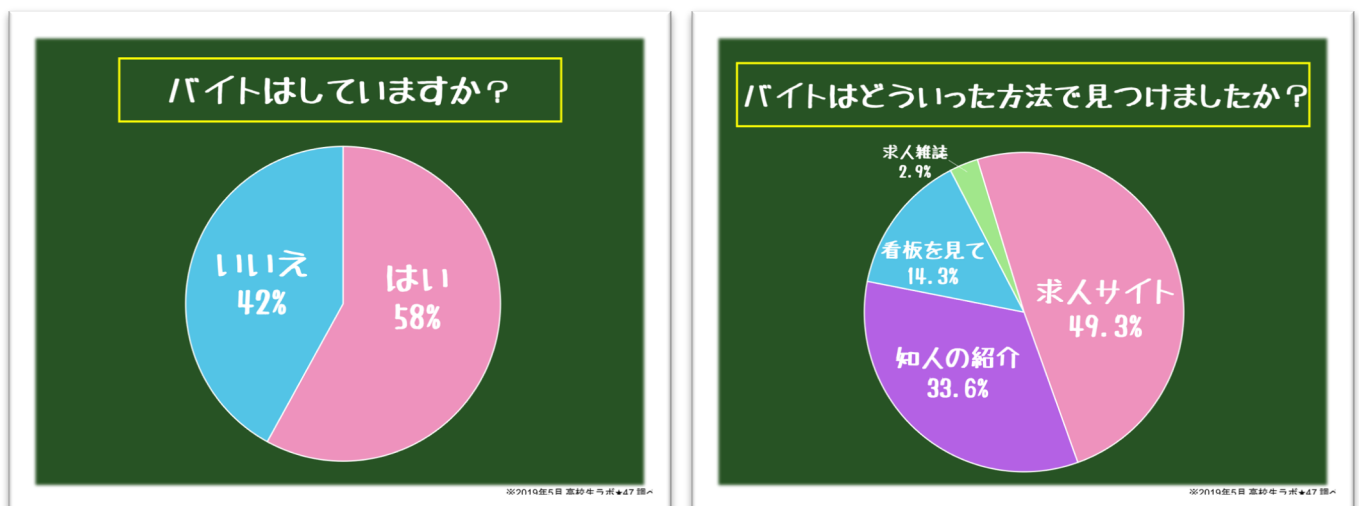 バイトはしていますか？
いいえ
42%
はい
58%
※2019年5月 高校生ラボ★47 調べ
バイトはどういった方法で見つけましたか？
求人雑誌
2.9%
看板を見て
14.3%
求人サイト
49.3%
知人の紹介
33.6%
※2019年5月 高校生ラボ★47 調べ